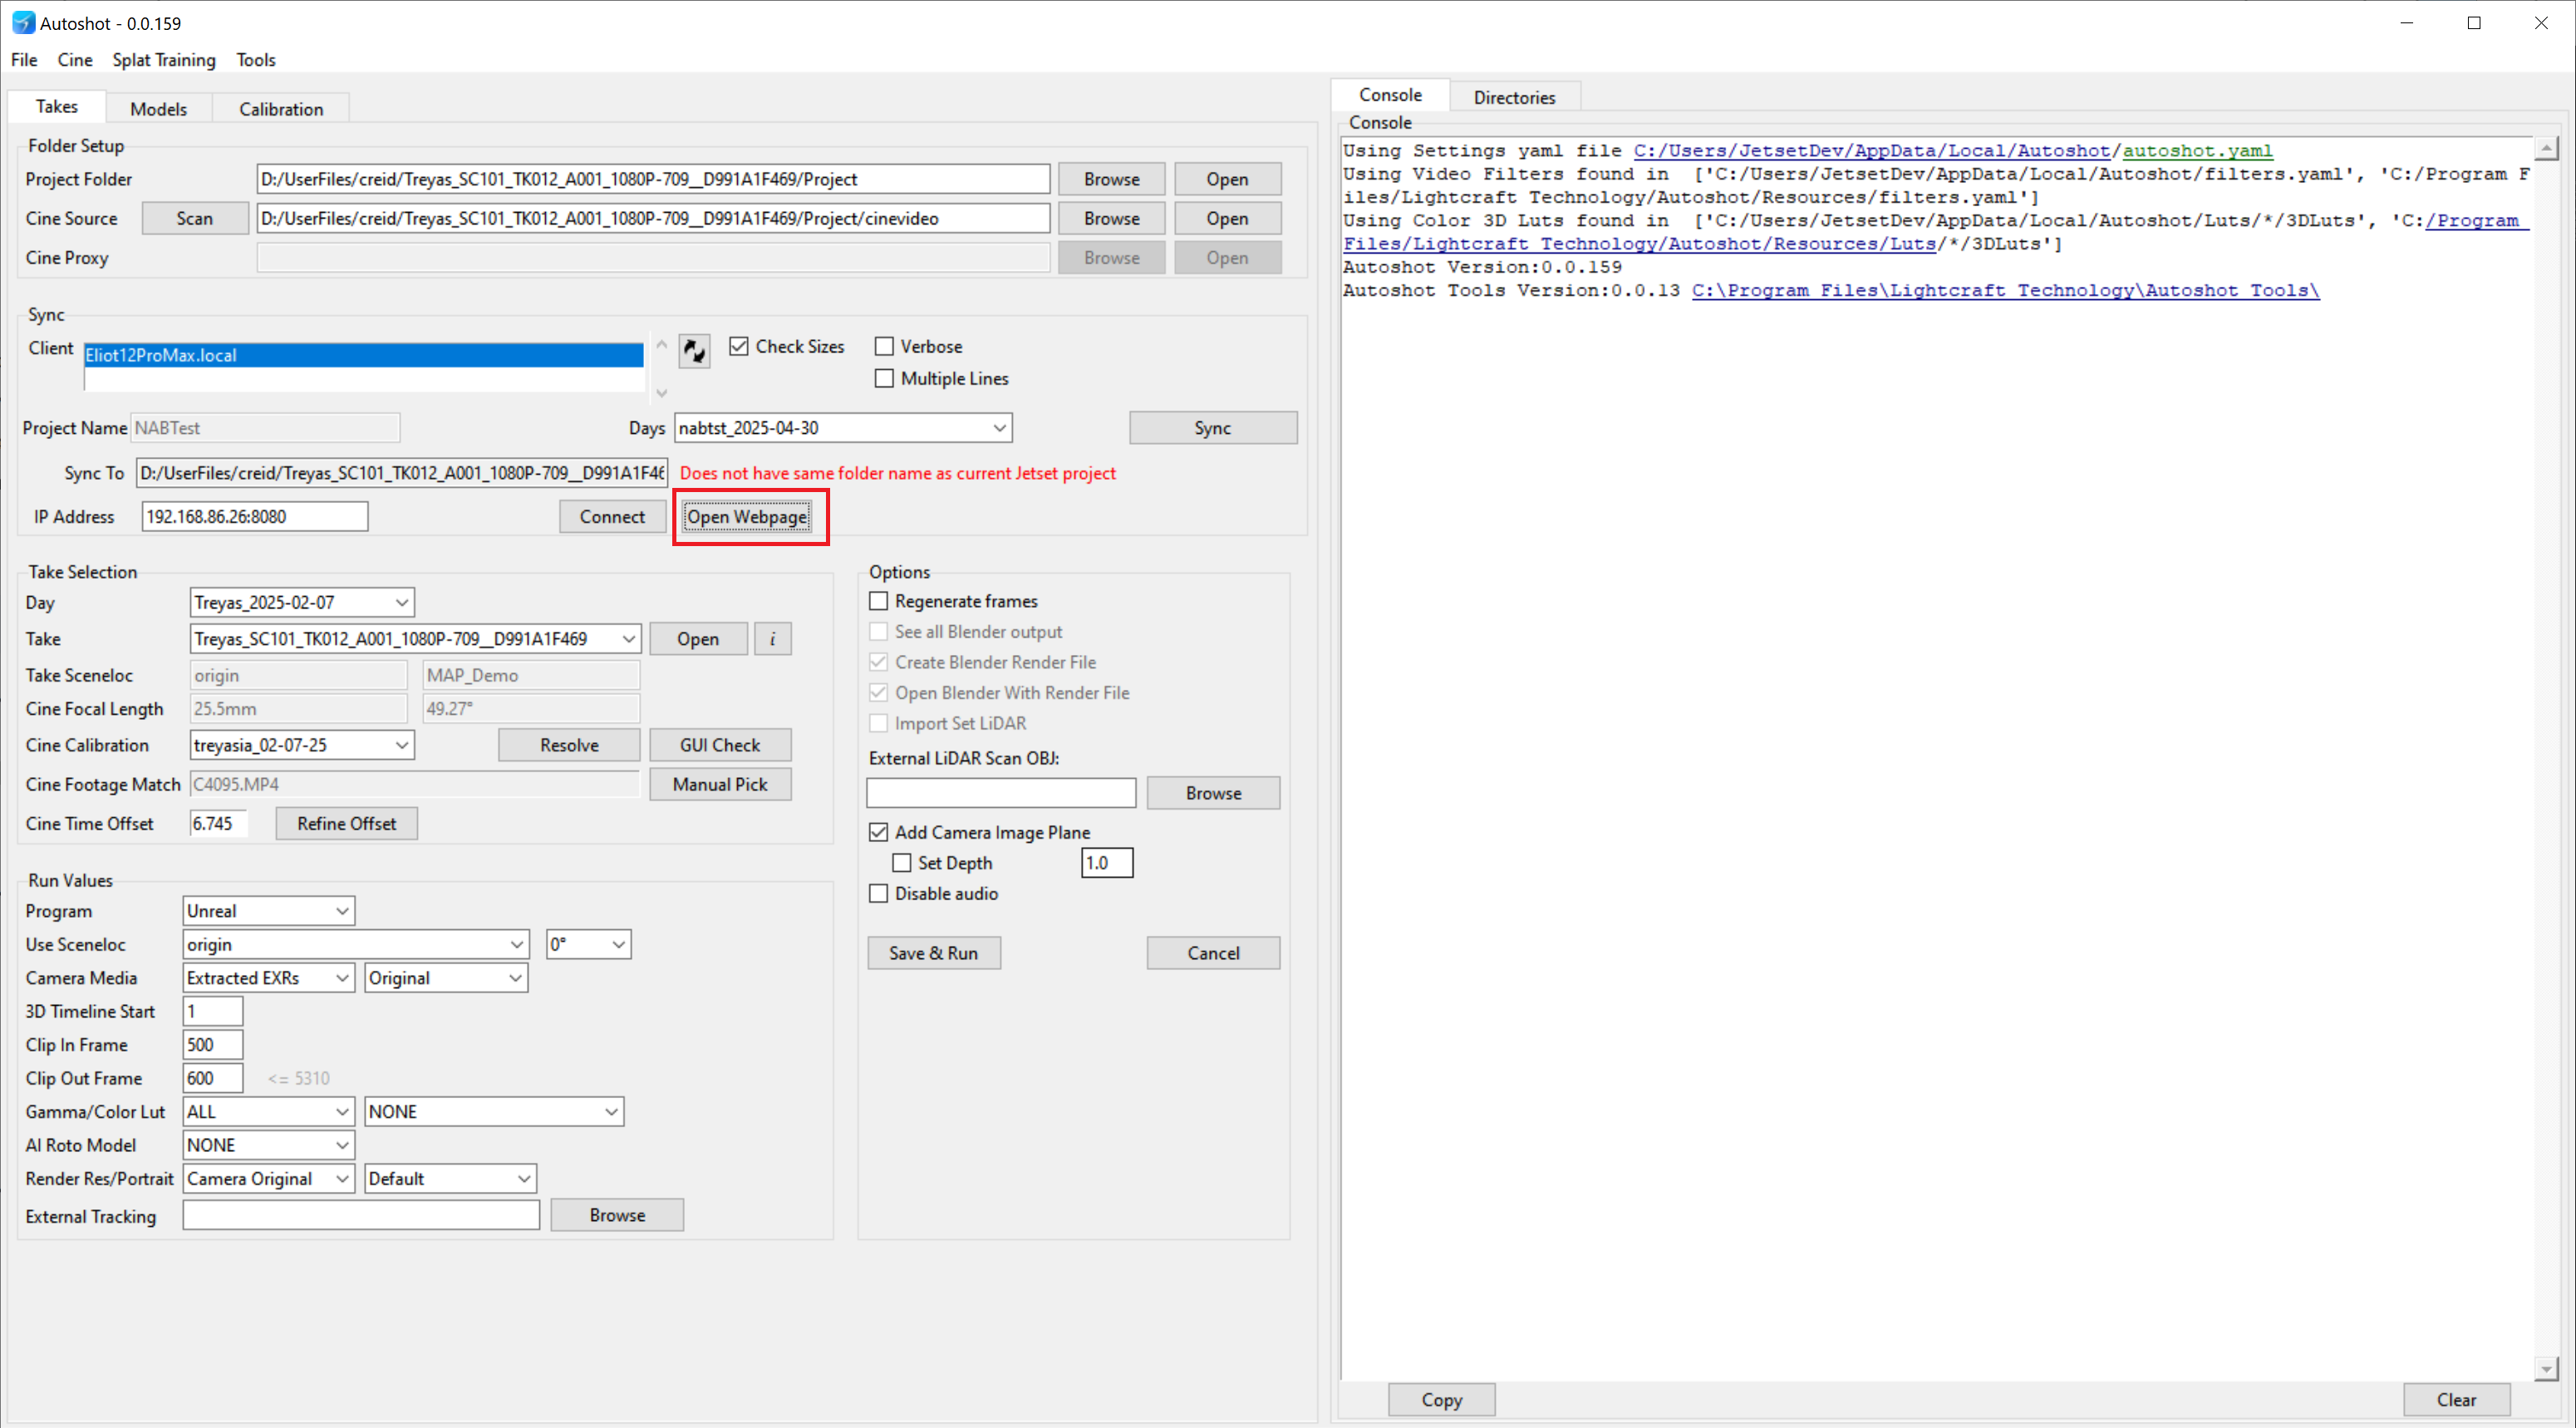 Autoshot - 0.0.159
File Cine Splat Training Tools
Takes Models Calibration
Folder Setup
Project Folder D:/UserFiles/creid/Treyas_SC101_TK012_A001_1080P-709__D991A1F469/Project Browse Open
Cine Source Scan D:/UserFiles/creid/Treyas_SC101_TK012_A001_1080P-709__D991A1F469/Project/cinevideo Browse Open
Cine Proxy Browse Open
Sync
Client Eliot12ProMax.local Check Sizes Verbose
Multiple Lines
Project Name NABTest Days nabtst_2025-04-30 Sync
Sync To D:/UserFiles/creid/Treyas_SC101_TK012_A001_1080P-709__D991A1F46 Does not have same folder name as current Jetset project
IP Address 192.168.86.26:8080 Connect Open Webpage
Take Selection
Day Treyas_2025-02-07
Take Treyas_SC101_TK012_A001_1080P-709__D991A1F469 Open i
Take Sceneloc origin MAP_Demo
Cine Focal Length 25.5mm 49.27°
Cine Calibration treyasia_02-07-25 Resolve GUI Check
Cine Footage Match C4095.MP4 Manual Pick
Cine Time Offset 6.745 Refine Offset
Run Values
Program Unreal
Use Sceneloc origin 0°
Camera Media Extracted EXRs Original
3D Timeline Start 1
Clip In Frame 500
Clip Out Frame 600 <= 5310
Gamma/Color Lut ALL NONE
AI Roto Model NONE
Render Res/Portrait Camera Original Default
External Tracking Browse
Options
Regenerate frames
See all Blender output
Create Blender Render File
Open Blender With Render File
Import Set LiDAR
External LiDAR Scan OBJ:
Browse
Add Camera Image Plane
Set Depth 1.0
Disable audio
Save & Run Cancel
Console Directories
Console
Using Settings yaml file C:/Users/JetsetDev/AppData/Local/Autoshot/autoshot.yaml
Using Video Filters found in ['C:/Users/JetsetDev/AppData/Local/Autoshot/filters.yaml', 'C:/Program F
iles/Lightcraft Technology/Autoshot/Resources/filters.yaml']
Using Color 3D Luts found in ['C:/Users/JetsetDev/AppData/Local/Autoshot/Luts/*/3DLuts', 'C:/Program
Files/Lightcraft Technology/Autoshot/Resources/Luts/*/3DLuts']
Autoshot Version:0.0.159
Autoshot Tools Version:0.0.13 C:\Program Files\Lightcraft Technology\Autoshot Tools\
Copy Clear